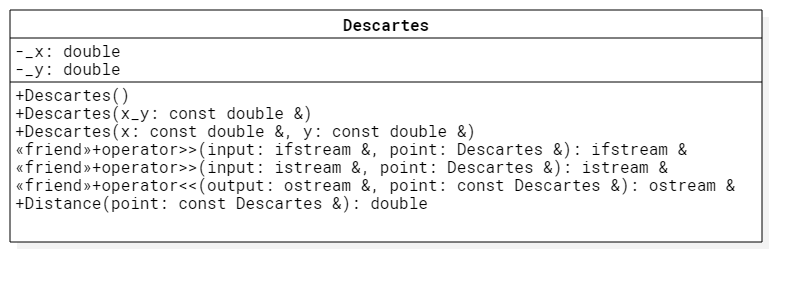 Descartes
-_x: double
-_y: double
+Descartes()
+Descartes(x_y: const double &)
+Descartes(x: const double &, y: const double &)
«friend»+operator>>(input: ifstream &, point: Descartes &): ifstream &
«friend»+operator>>(input: istream &, point: Descartes &): istream &
«friend»+operator<<(output: ostream &, point: const Descartes &): ostream &
+Distance(point: const Descartes &): double